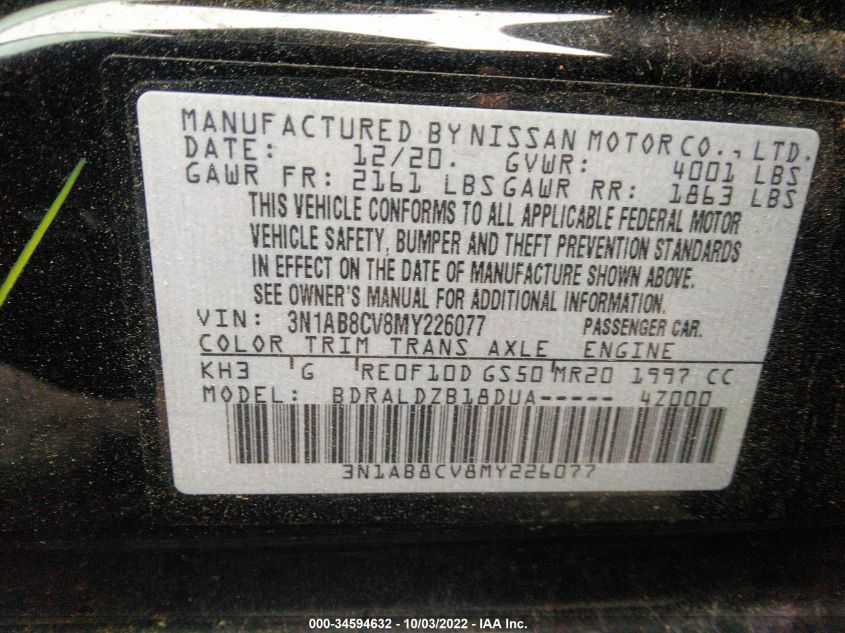 MANUFACTURED BY NISSAN MOTOR CO., LTD.
DATE: 12/20. GVWR: 4001 LBS
GAWR FR: 2161 LBS GAWR RR: 1863 LBS
THIS VEHICLE CONFORMS TO ALL APPLICABLE FEDERAL MOTOR
VEHICLE SAFETY, BUMPER AND THEFT PREVENTION STANDARDS
IN EFFECT ON THE DATE OF MANUFACTURE SHOWN ABOVE.
SEE OWNER'S MANUAL FOR ADDITIONAL INFORMATION.
VIN: 3N1AB8CV8MY226077 PASSENGER CAR.
COLOR TRIM TRANS AXLE ENGINE
KH3 G RE0F10D GS50 MR20 1997 CC
MODEL: BDRALDZB18DUA----- 4Z000
3N1AB8CV8MY226077
000-34594632 - 10/03/2022 - IAA Inc.